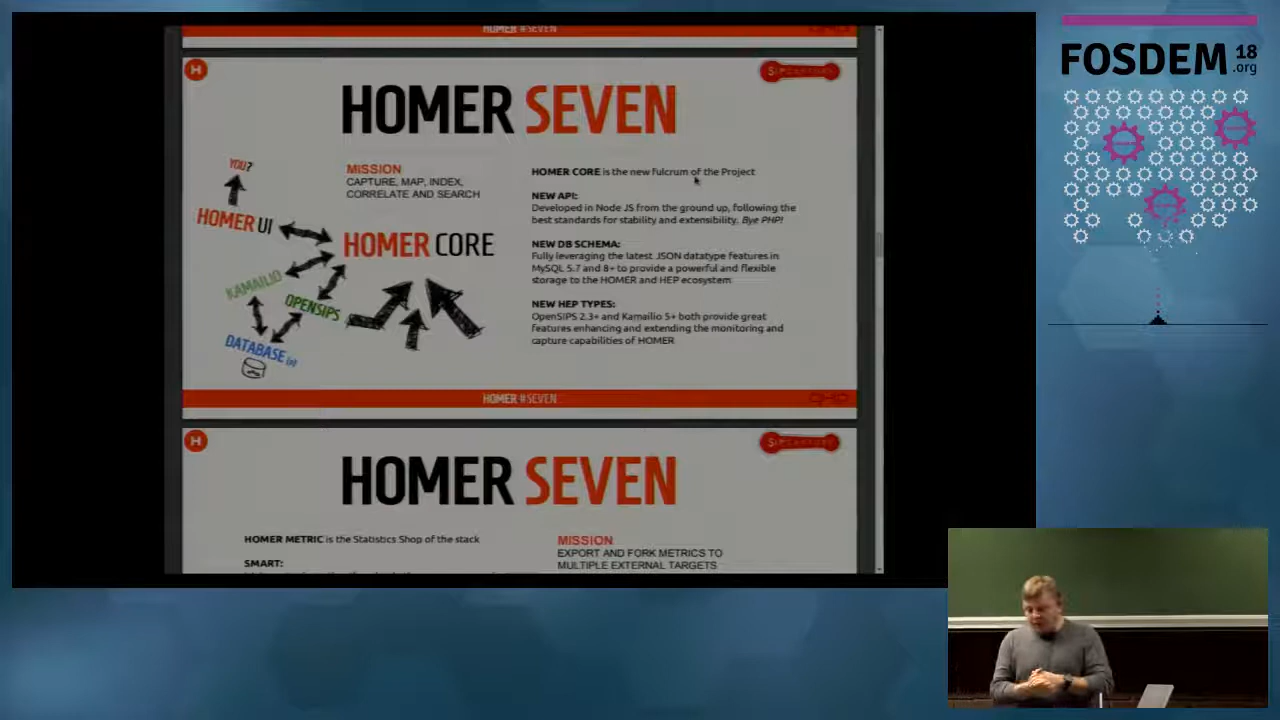 HOMER #SEVEN
H
SIPCAPTURE
HOMER SEVEN
YOU?
HOMER UI
HOMER CORE
KAMAILIO
OPENSIPS
DATABASE (s)
MISSION
CAPTURE, MAP, INDEX,
CORRELATE AND SEARCH
HOMER CORE is the new fulcrum of the Project
NEW API:
Developed in Node JS from the ground up, following the
best standards for stability and extensibility. Bye PHP!
NEW DB SCHEMA:
Fully leveraging the latest JSON datatype features in
MySQL 5.7 and 8+ to provide a powerful and flexible
storage to the HOMER and HEP ecosystem
NEW HEP TYPES:
OpenSIPS 2.3+ and Kamailio 5+ both provide great
features enhancing and extending the monitoring and
capture capabilities of HOMER
HOMER #SEVEN
H
SIPCAPTURE
HOMER SEVEN
HOMER METRIC is the Statistics Shop of the stack
SMART:
MISSION
EXPORT AND FORK METRICS TO
MULTIPLE EXTERNAL TARGETS
FOSDEM 18
.org